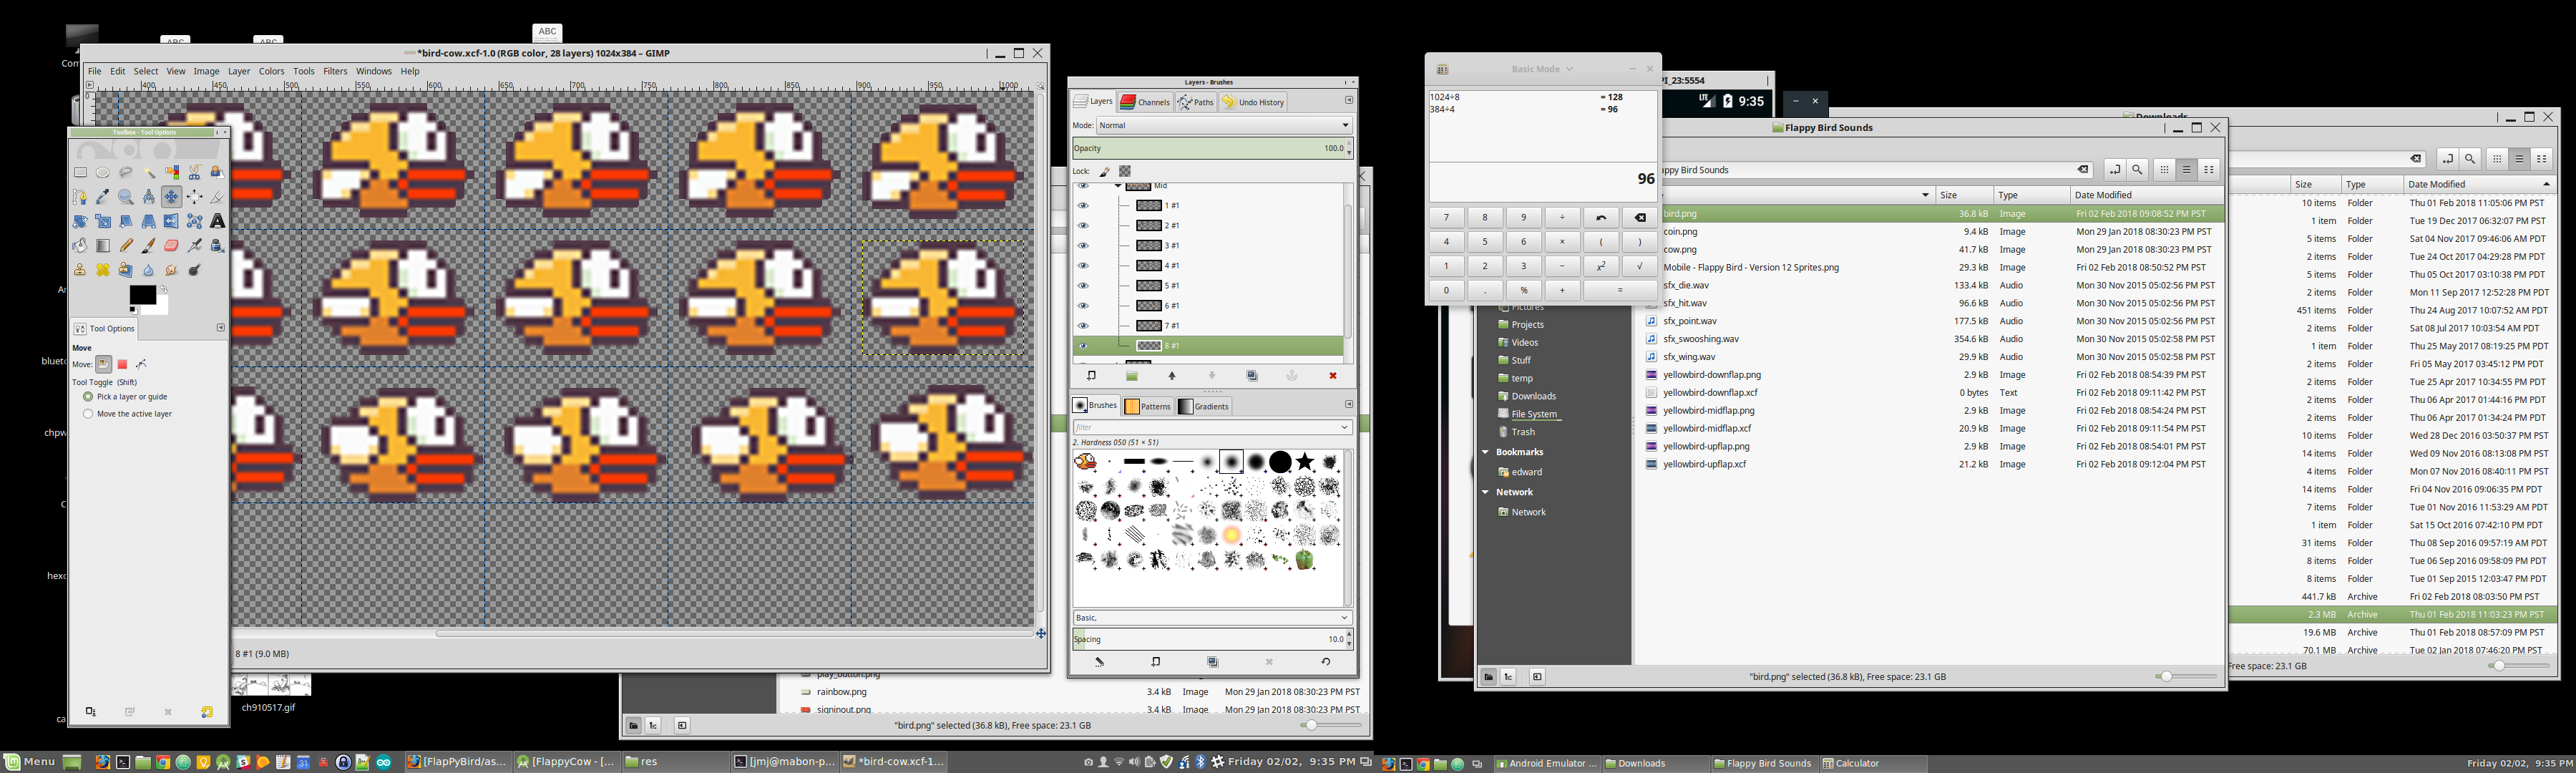 ABC
ABC
ABC
Com
*bird-cow.xcf-1.0 (RGB color, 28 layers) 1024x384 – GIMP
File Edit Select View Image Layer Colors Tools Filters Windows Help
400 450 500 550 600 650 700 750 800 850 900 950 1000
Toolbox - Tool Options
Tool Options
Move
Move:
Tool Toggle (Shift)
Pick a layer or guide
Move the active layer
8 #1 (9.0 MB)
ch910517.gif
bluet
chpw
hex
ca
Layers - Brushes
Layers Channels Paths Undo History
Mode: Normal
Opacity 100.0
Lock:
Mid
1 #1
2 #1
3 #1
4 #1
5 #1
6 #1
7 #1
8 #1
Brushes Patterns Gradients
filter
2. Hardness 050 (51 × 51)
Basic,
Spacing 10.0
play_button.png
rainbow.png 3.4 kB Image Mon 29 Jan 2018 08:30:23 PM PST
signinout.png 3.4 kB Image Mon 29 Jan 2018 08:30:23 PM PST
"bird.png" selected (36.8 kB), Free space: 23.1 GB
Basic Mode
1024÷8 = 128
384÷4 = 96
96
7 8 9 ÷
4 5 6 × ( )
1 2 3 − x² √
0 . % + =
PI_23:5554
LTE 9:35
Flappy Bird Sounds
appy Bird Sounds
Size Type Date Modified
bird.png 36.8 kB Image Fri 02 Feb 2018 09:08:52 PM PST
coin.png 9.4 kB Image Mon 29 Jan 2018 08:30:23 PM PST
cow.png 41.7 kB Image Mon 29 Jan 2018 08:30:23 PM PST
Mobile - Flappy Bird - Version 12 Sprites.png 29.3 kB Image Fri 02 Feb 2018 08:50:52 PM PST
sfx_die.wav 133.4 kB Audio Mon 30 Nov 2015 05:02:56 PM PST
sfx_hit.wav 96.6 kB Audio Mon 30 Nov 2015 05:02:56 PM PST
sfx_point.wav 177.5 kB Audio Mon 30 Nov 2015 05:02:56 PM PST
sfx_swooshing.wav 354.6 kB Audio Mon 30 Nov 2015 05:02:58 PM PST
sfx_wing.wav 29.9 kB Audio Mon 30 Nov 2015 05:02:58 PM PST
yellowbird-downflap.png 2.9 kB Image Fri 02 Feb 2018 08:54:39 PM PST
yellowbird-downflap.xcf 0 bytes Text Fri 02 Feb 2018 09:11:42 PM PST
yellowbird-midflap.png 2.9 kB Image Fri 02 Feb 2018 08:54:24 PM PST
yellowbird-midflap.xcf 20.9 kB Image Fri 02 Feb 2018 09:11:54 PM PST
yellowbird-upflap.png 2.9 kB Image Fri 02 Feb 2018 08:54:01 PM PST
yellowbird-upflap.xcf 21.2 kB Image Fri 02 Feb 2018 09:12:04 PM PST
Pictures
Projects
Videos
Stuff
temp
Downloads
File System
Trash
Bookmarks
edward
Network
Network
"bird.png" selected (36.8 kB), Free space: 23.1 GB
Downloads
Size Type Date Modified
10 items Folder Thu 01 Feb 2018 11:05:06 PM PST
1 item Folder Tue 19 Dec 2017 06:32:07 PM PST
5 items Folder Sat 04 Nov 2017 09:46:06 AM PDT
2 items Folder Tue 24 Oct 2017 04:29:28 PM PDT
5 items Folder Thu 05 Oct 2017 03:10:38 PM PDT
2 items Folder Mon 11 Sep 2017 12:52:28 PM PDT
451 items Folder Thu 24 Aug 2017 10:07:52 AM PDT
2 items Folder Sat 08 Jul 2017 10:03:54 AM PDT
1 item Folder Thu 25 May 2017 08:19:25 PM PDT
2 items Folder Fri 05 May 2017 03:45:12 PM PDT
2 items Folder Tue 25 Apr 2017 10:34:55 PM PDT
2 items Folder Thu 06 Apr 2017 01:44:16 PM PDT
2 items Folder Thu 06 Apr 2017 01:34:24 PM PDT
10 items Folder Wed 28 Dec 2016 03:50:37 PM PST
14 items Folder Wed 09 Nov 2016 08:13:08 PM PST
4 items Folder Mon 07 Nov 2016 08:40:11 PM PST
14 items Folder Fri 04 Nov 2016 09:06:35 PM PDT
7 items Folder Tue 01 Nov 2016 11:53:29 AM PDT
1 item Folder Sat 15 Oct 2016 07:42:10 PM PDT
31 items Folder Thu 08 Sep 2016 09:57:19 AM PDT
8 items Folder Tue 06 Sep 2016 09:58:09 PM PDT
8 items Folder Tue 01 Sep 2015 12:03:47 PM PDT
441.7 kB Archive Fri 02 Feb 2018 08:03:50 PM PST
2.3 MB Archive Thu 01 Feb 2018 11:03:23 PM PST
19.6 MB Archive Thu 01 Feb 2018 08:57:09 PM PST
70.1 MB Archive Tue 02 Jan 2018 07:46:20 PM PST
Free space: 23.1 GB
Menu [FlapPYBird/as... [FlappyCow - [... res [jmj@mabon-p... *bird-cow.xcf-1... Friday 02/02, 9:35 PM
Android Emulator ... Downloads Flappy Bird Sounds Calculator Friday 02/02, 9:35 PM